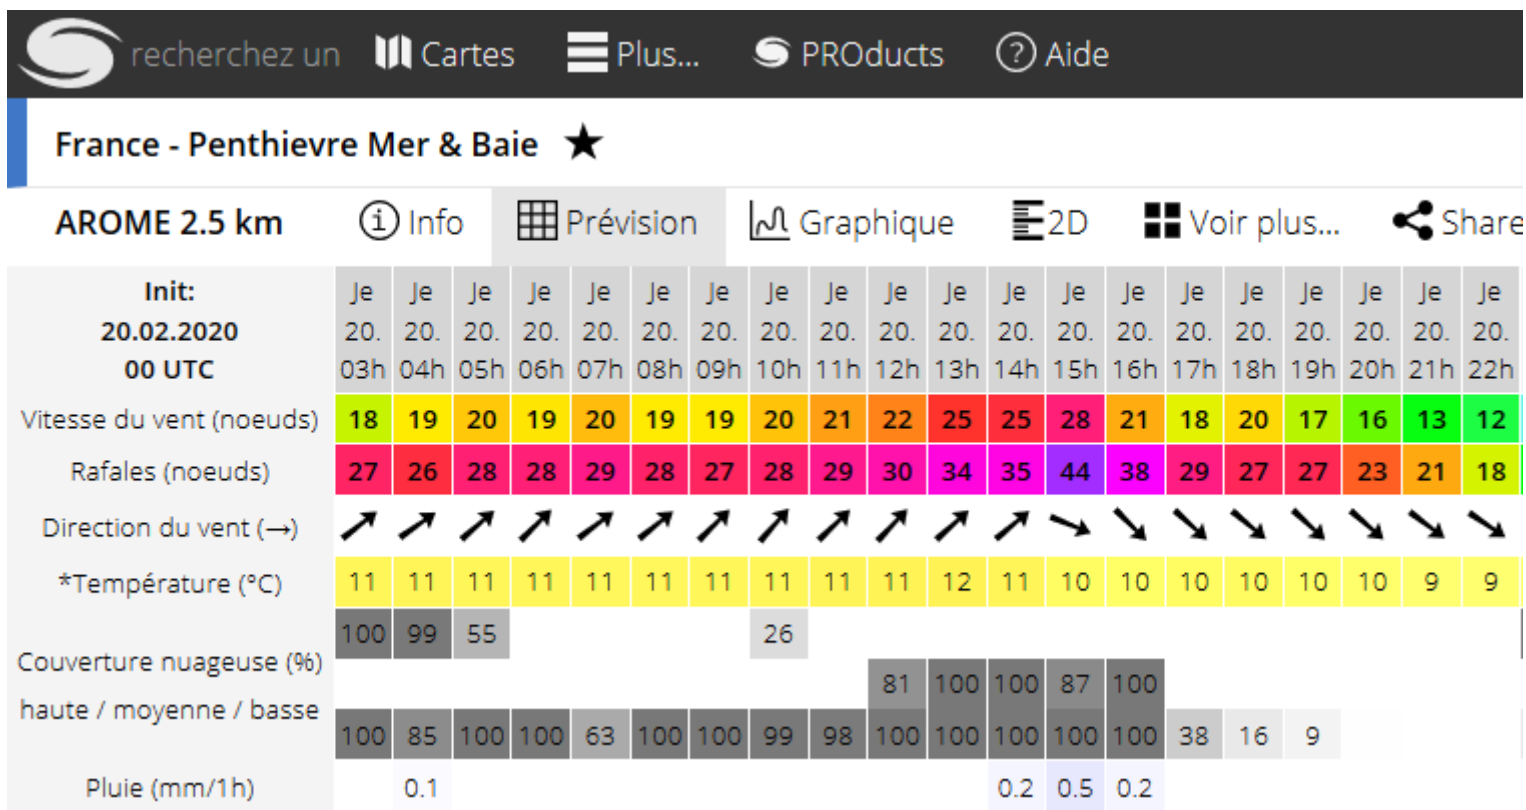 recherchez un Cartes Plus... PROducts ? Aide
France - Penthievre Mer & Baie ★
AROME 2.5 km i Info Prévision Graphique 2D Voir plus... Share
Init: Je Je Je Je Je Je Je Je Je Je Je Je Je Je Je Je Je Je Je Je
20.02.2020 20. 20. 20. 20. 20. 20. 20. 20. 20. 20. 20. 20. 20. 20. 20. 20. 20. 20. 20. 20.
00 UTC 03h 04h 05h 06h 07h 08h 09h 10h 11h 12h 13h 14h 15h 16h 17h 18h 19h 20h 21h 22h
Vitesse du vent (noeuds) 18 19 20 19 20 19 19 20 21 22 25 25 28 21 18 20 17 16 13 12
Rafales (noeuds) 27 26 28 28 29 28 27 28 29 30 34 35 44 38 29 27 27 23 21 18
Direction du vent (→)
*Température (°C) 11 11 11 11 11 11 11 11 11 11 12 11 10 10 10 10 10 10 9 9
100 99 55 26
Couverture nuageuse (%) 81 100 100 87 100
haute / moyenne / basse 100 85 100 100 63 100 100 99 98 100 100 100 100 100 38 16 9
Pluie (mm/1h) 0.1 0.2 0.5 0.2